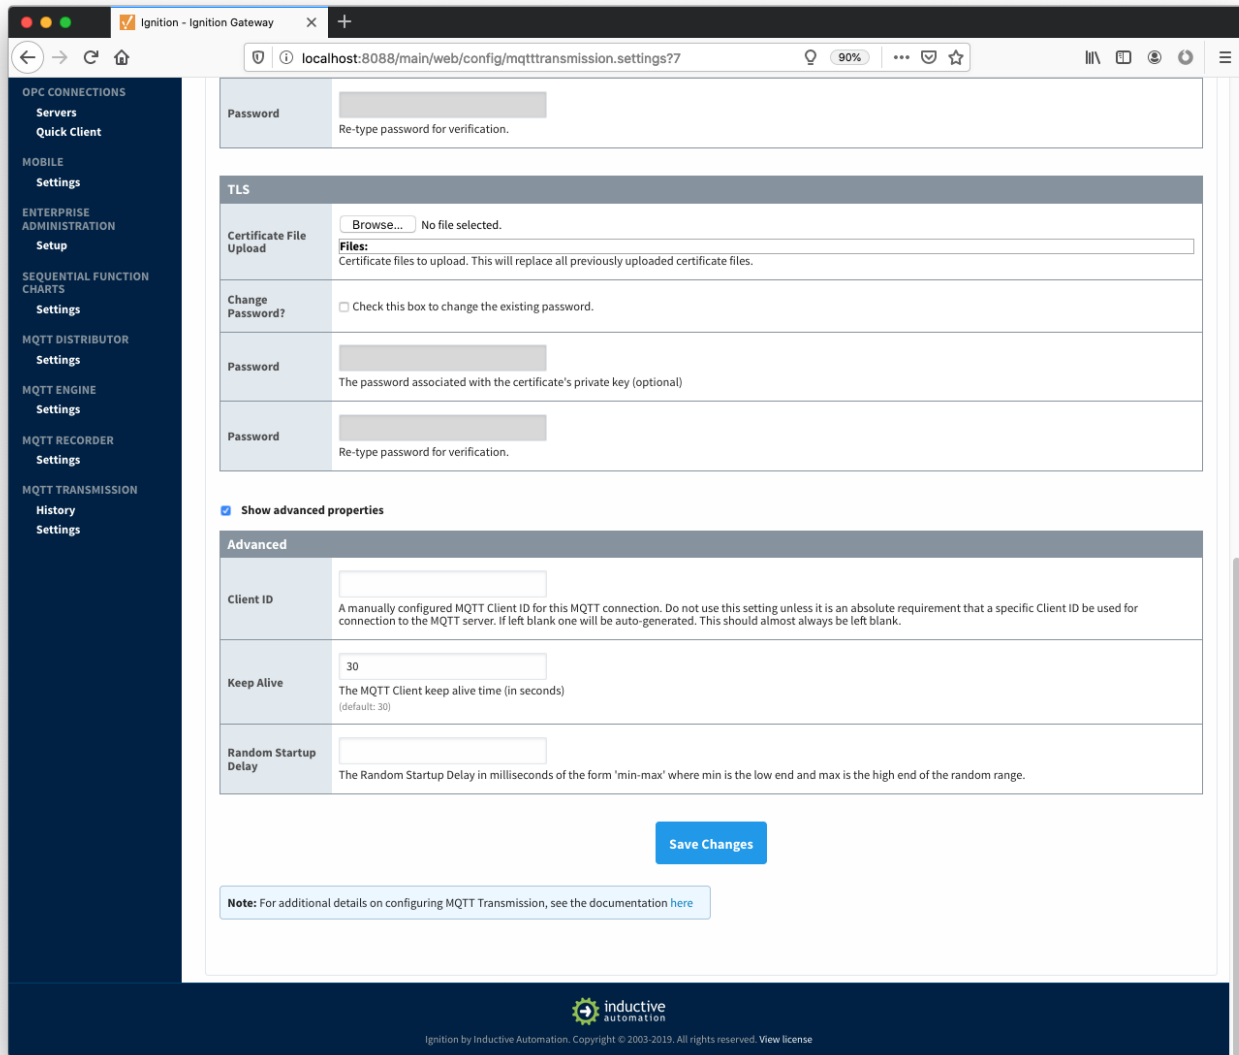 Ignition - Ignition Gateway
localhost:8088/main/web/config/mqtttransmission.settings?7
90%
OPC CONNECTIONS
Servers
Quick Client
MOBILE
Settings
ENTERPRISE
ADMINISTRATION
Setup
SEQUENTIAL FUNCTION
CHARTS
Settings
MQTT DISTRIBUTOR
Settings
MQTT ENGINE
Settings
MQTT RECORDER
Settings
MQTT TRANSMISSION
History
Settings
Password
Re-type password for verification.
TLS
Certificate File
Upload
Browse... No file selected.
Files:
Certificate files to upload. This will replace all previously uploaded certificate files.
Change
Password?
Check this box to change the existing password.
Password
The password associated with the certificate's private key (optional)
Password
Re-type password for verification.
Show advanced properties
Advanced
Client ID
A manually configured MQTT Client ID for this MQTT connection. Do not use this setting unless it is an absolute requirement that a specific Client ID be used for
connection to the MQTT server. If left blank one will be auto-generated. This should almost always be left blank.
Keep Alive
30
The MQTT Client keep alive time (in seconds)
(default: 30)
Random Startup
Delay
The Random Startup Delay in milliseconds of the form 'min-max' where min is the low end and max is the high end of the random range.
Save Changes
Note: For additional details on configuring MQTT Transmission, see the documentation here
inductive
automation
Ignition by Inductive Automation. Copyright © 2003-2019. All rights reserved. View license